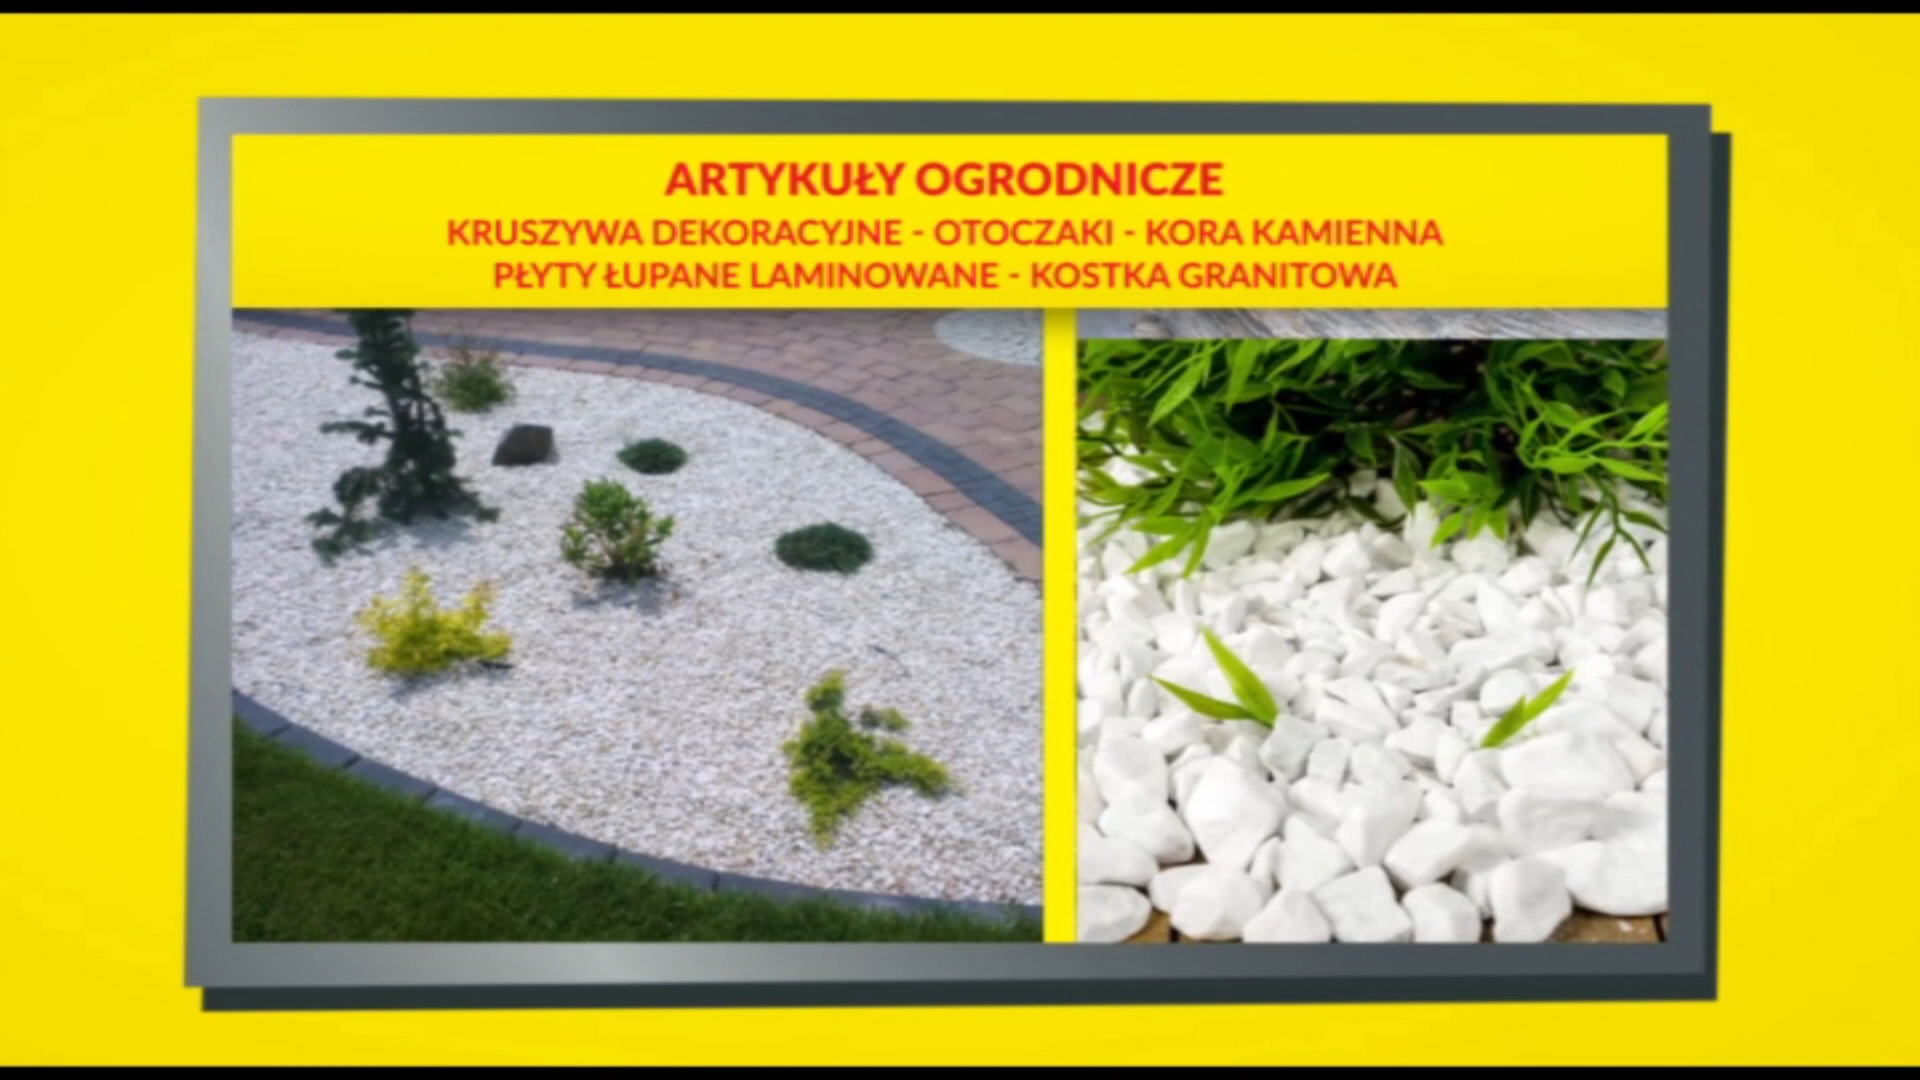 ARTYKUŁY OGRODNICZE
KRUSZYWA DEKORACYJNE - OTOCZAKI - KORA KAMIENNA
PŁYTY ŁUPANE LAMINOWANE - KOSTKA GRANITOWA